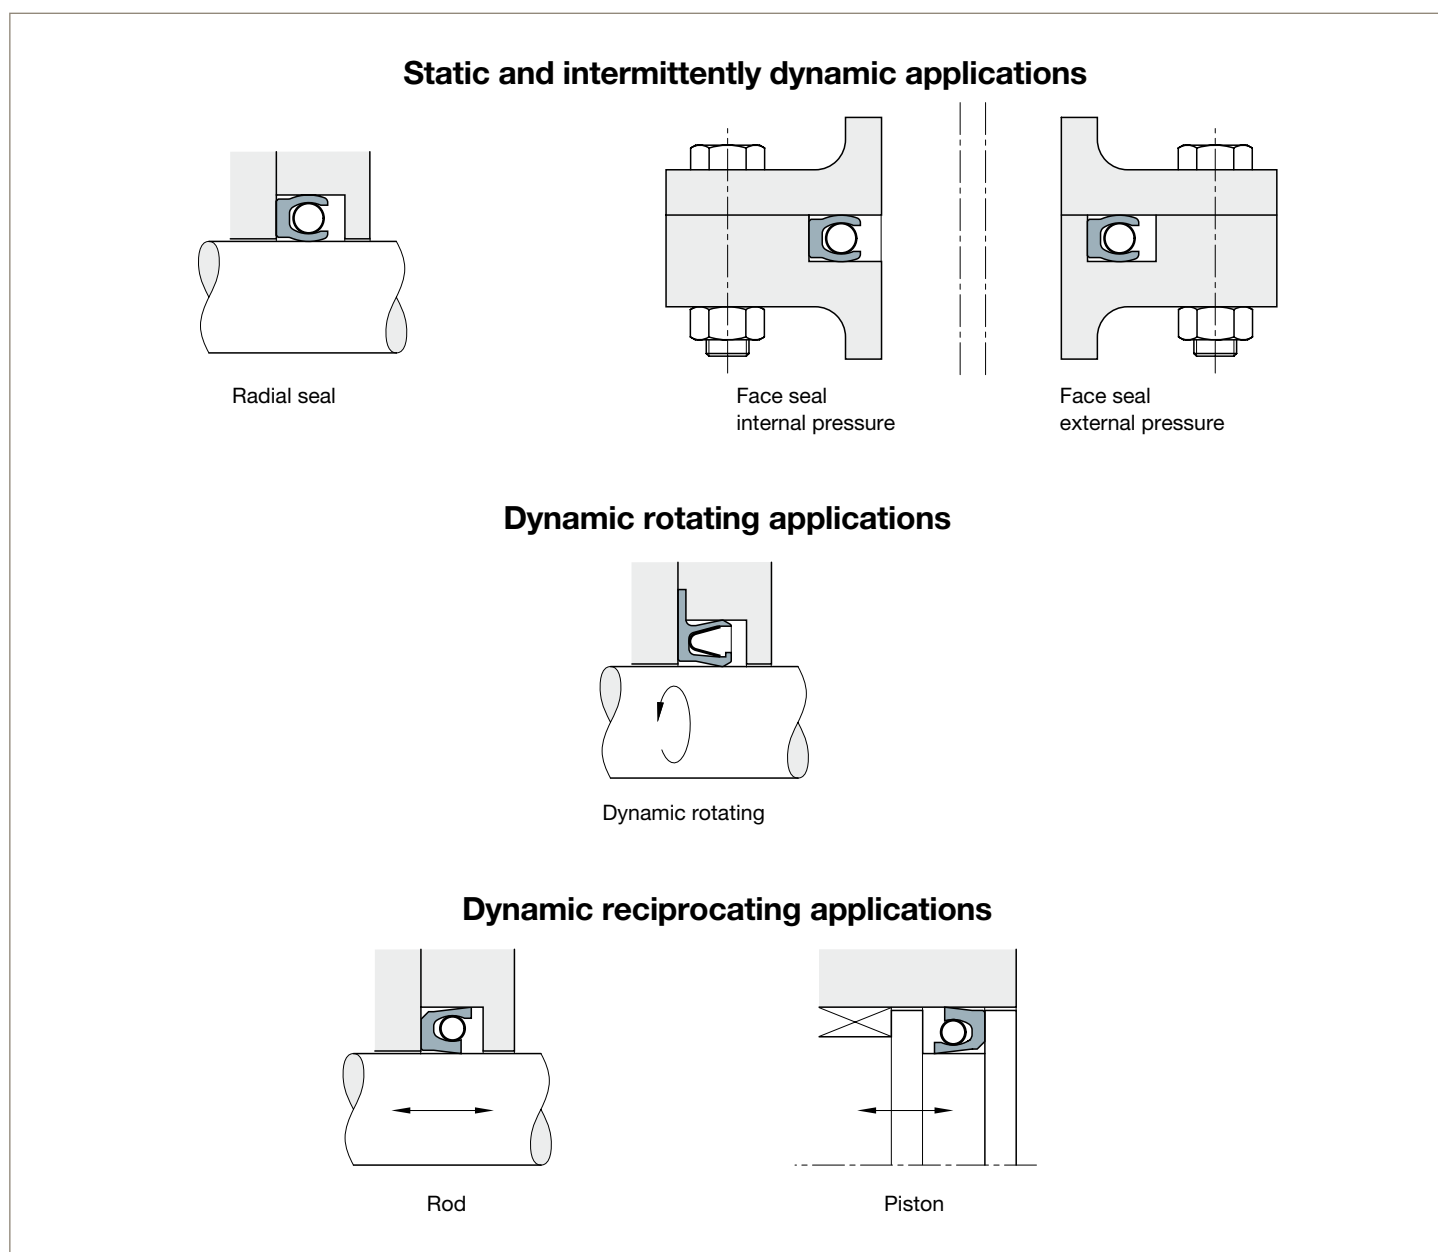 Static and intermittently dynamic applications
Radial seal
Face seal
internal pressure
Face seal
external pressure
Dynamic rotating applications
Dynamic rotating
Dynamic reciprocating applications
Rod
Piston